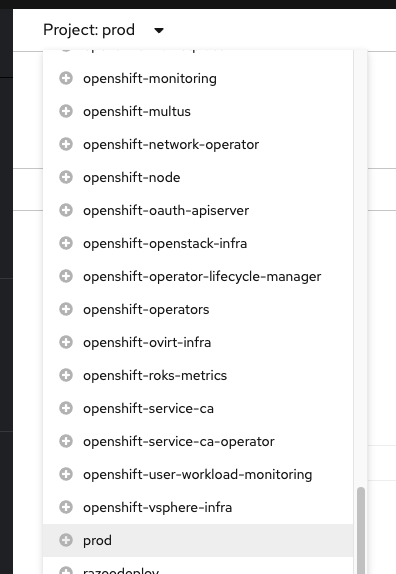 Project: prod
openshift-monitoring
openshift-multus
openshift-network-operator
openshift-node
openshift-oauth-apiserver
openshift-openstack-infra
openshift-operator-lifecycle-manager
openshift-operators
openshift-ovirt-infra
openshift-roks-metrics
openshift-service-ca
openshift-service-ca-operator
openshift-user-workload-monitoring
openshift-vsphere-infra
prod
razeedeploy